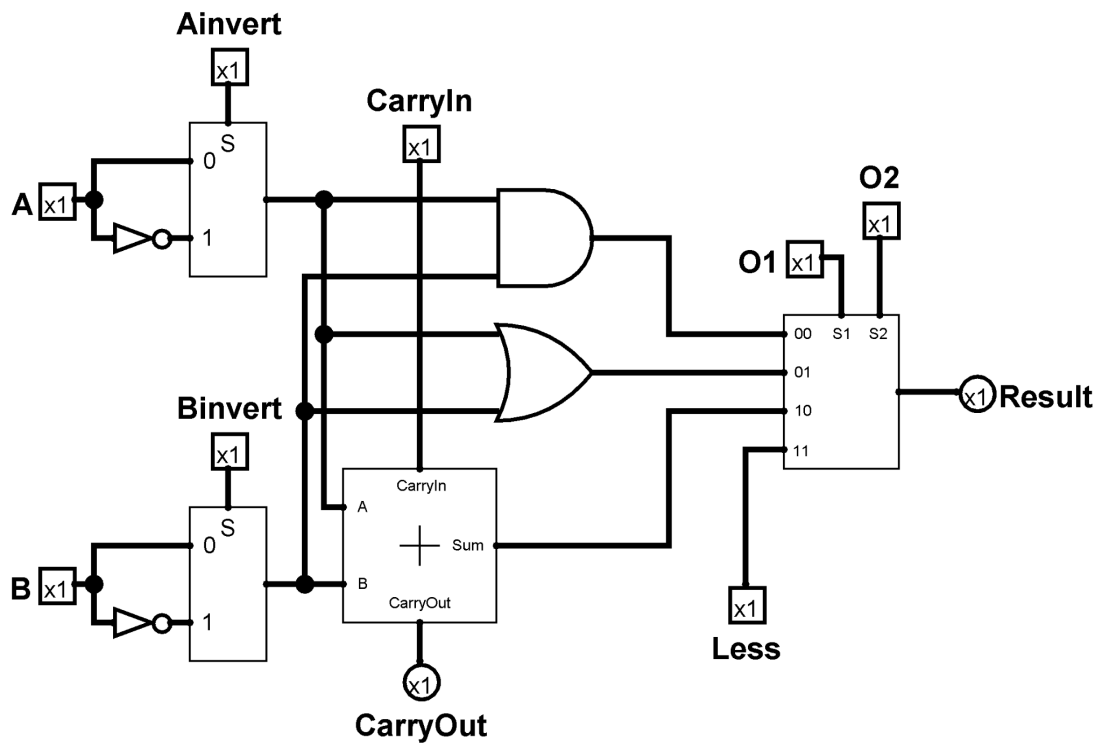 Ainvert
x1
CarryIn
x1
S
0
A
x1
1
O2
x1
O1
x1
S1
S2
00
01
10
11
x1
Result
Binvert
x1
S
0
B
x1
1
CarryIn
A
Sum
B
CarryOut
x1
CarryOut
x1
Less